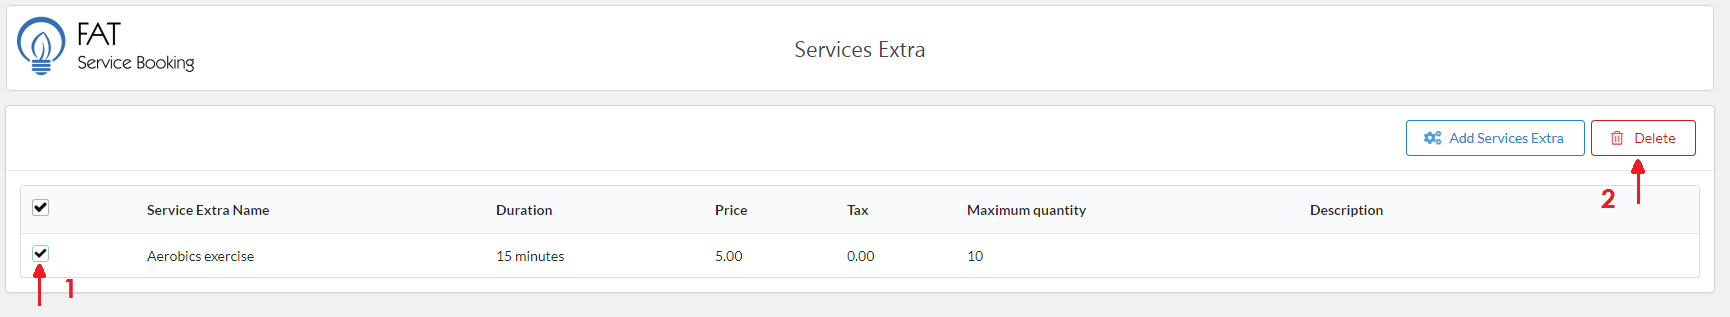 FAT
Service Booking
Services Extra
Add Services Extra Delete
2
Service Extra Name Duration Price Tax Maximum quantity Description
Aerobics exercise 15 minutes 5.00 0.00 10
1